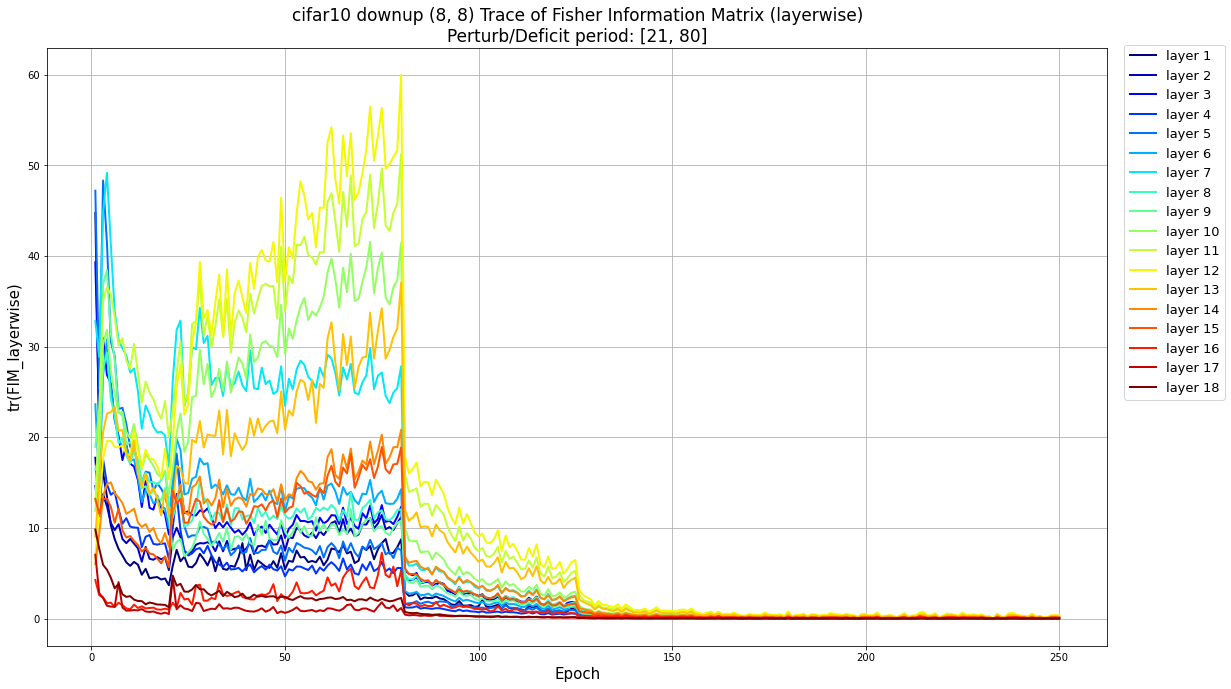 cifar10 downup (8, 8) Trace of Fisher Information Matrix (layerwise)
Perturb/Deficit period: [21, 80]
tr(FIM_layerwise)
60
50
40
30
20
10
0
0 50 100 150 200 250
Epoch
layer 1
layer 2
layer 3
layer 4
layer 5
layer 6
layer 7
layer 8
layer 9
layer 10
layer 11
layer 12
layer 13
layer 14
layer 15
layer 16
layer 17
layer 18